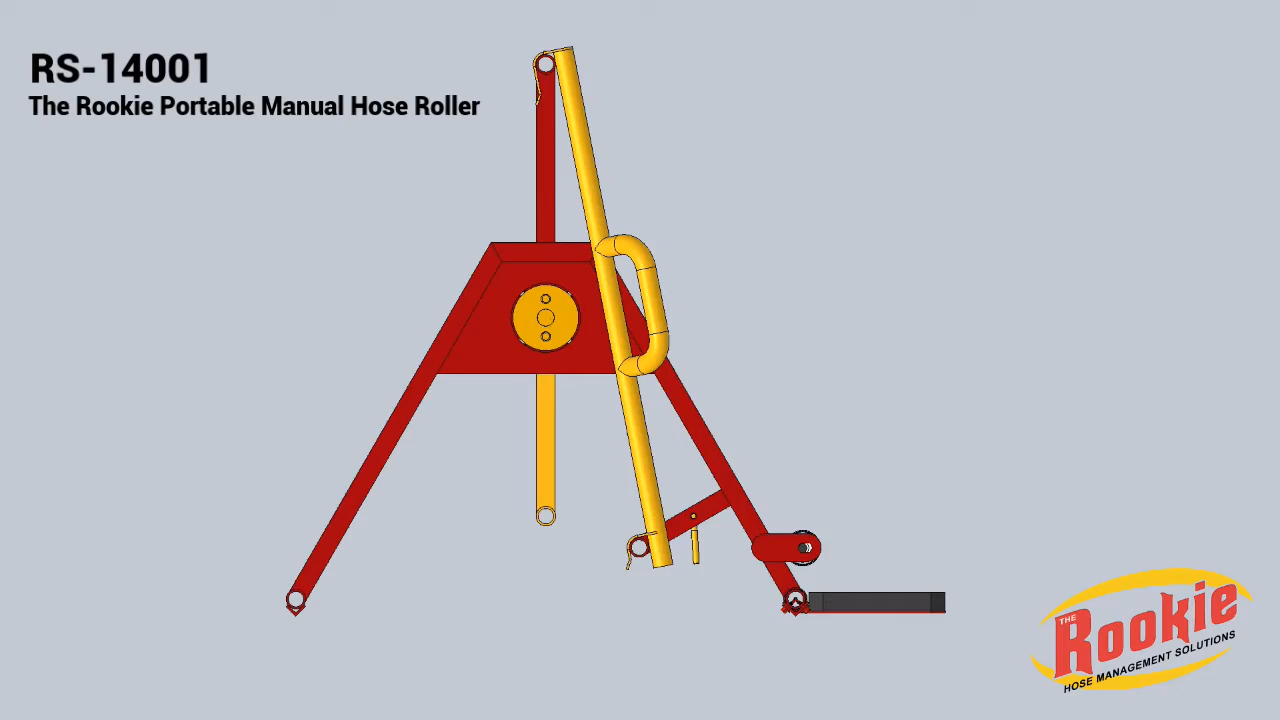 RS-14001
The Rookie Portable Manual Hose Roller
THE
Rookie
HOSE MANAGEMENT SOLUTIONS